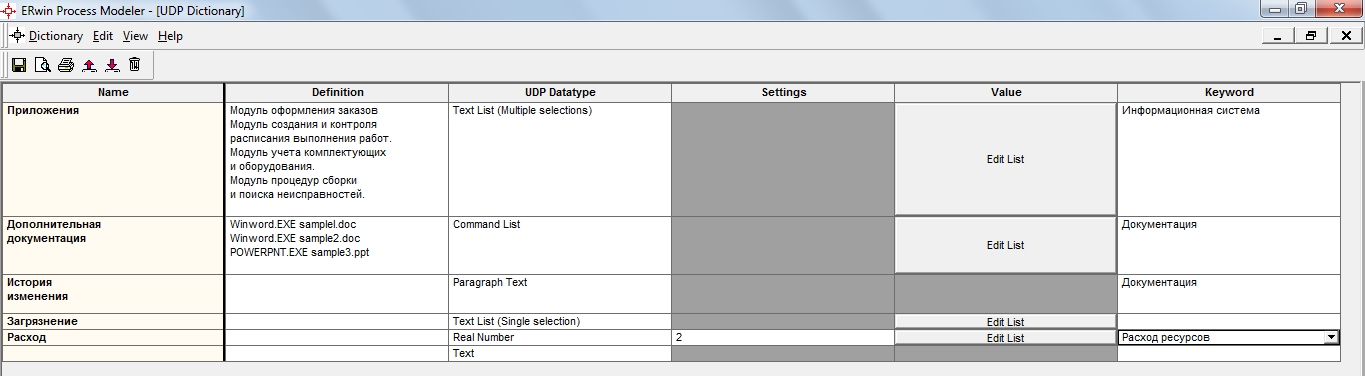 ERwin Process Modeler - [UDP Dictionary]
Dictionary Edit View Help
Name Definition UDP Datatype Settings Value Keyword
Приложения
Модуль оформления заказов
Модуль создания и контроля
расписания выполнения работ.
Модуль учета комплектующих
и оборудования.
Модуль процедур сборки
и поиска неисправностей.
Text List (Multiple selections)
Edit List
Информационная система
Дополнительная
документация
Winword.EXE samplel.doc
Winword.EXE sample2.doc
POWERPNT.EXE sample3.ppt
Command List
Edit List
Документация
История
изменения
Paragraph Text
Документация
Загрязнение Text List (Single selection) Edit List
Расход Real Number 2 Edit List Расход ресурсов
Text